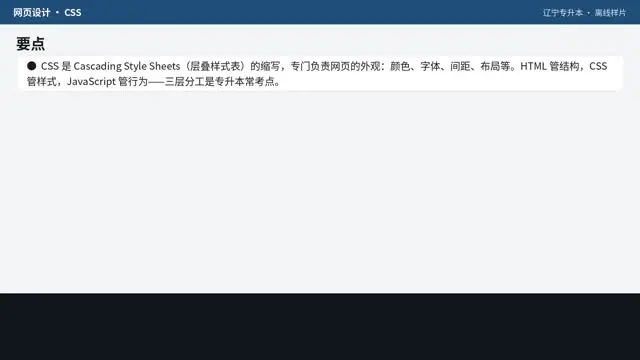 网页设计 · CSS
辽宁专升本 · 离线样片
要点
● CSS 是 Cascading Style Sheets（层叠样式表）的缩写，专门负责网页的外观：颜色、字体、间距、布局等。HTML 管结构，CSS
管样式，JavaScript 管行为——三层分工是专升本常考点。